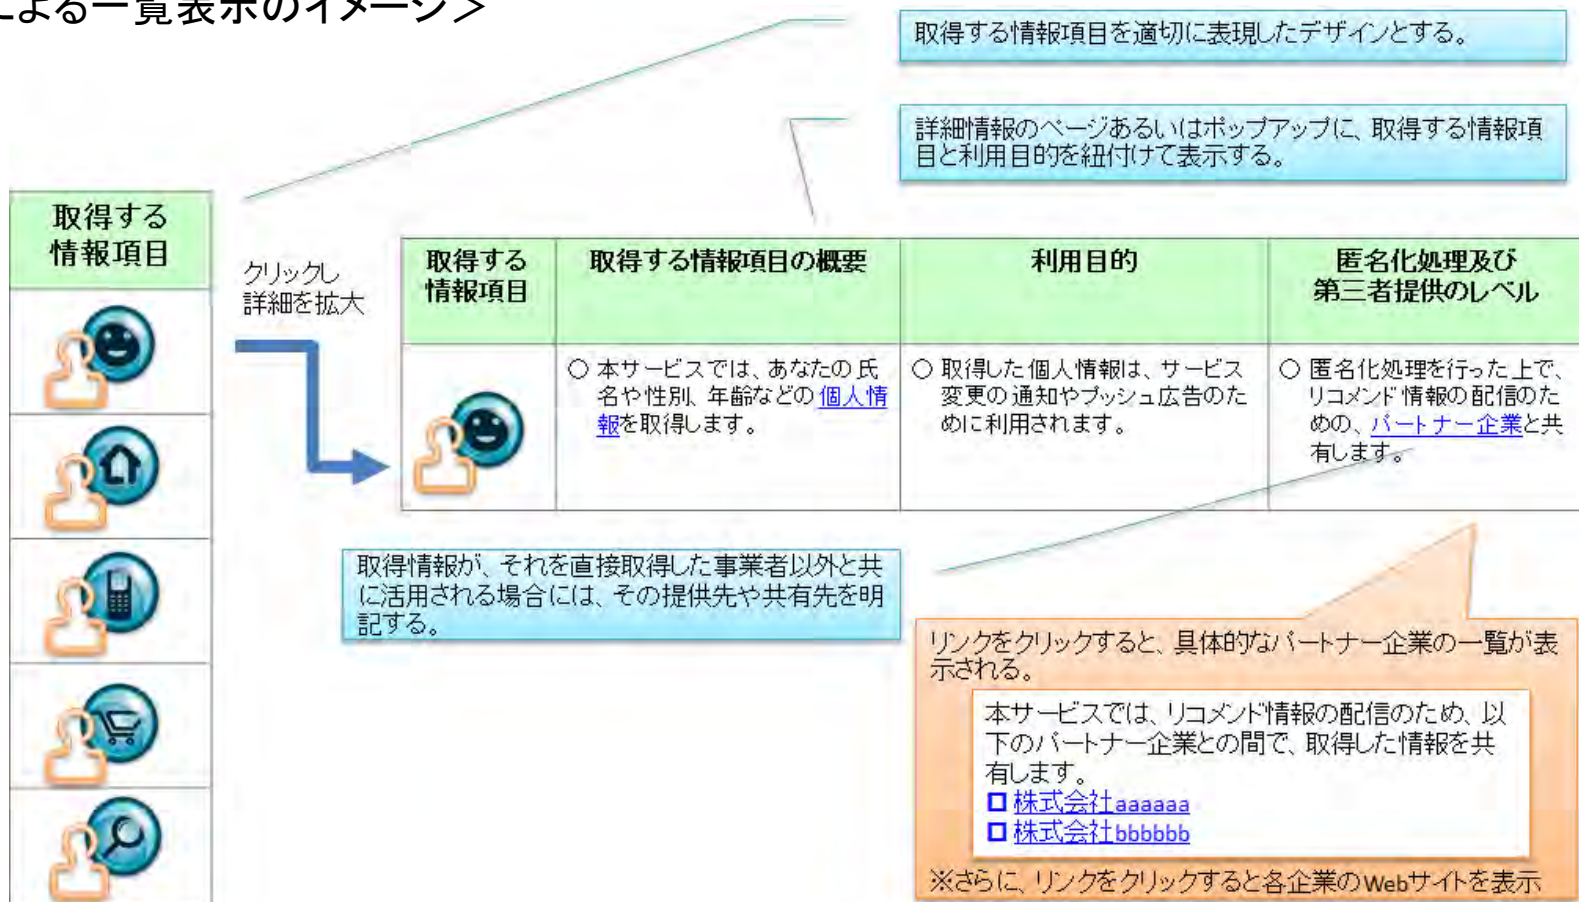 による一覧表示のイメージ＞
取得する情報項目を適切に表現したデザインとする。
詳細情報のページあるいはポップアップに、取得する情報項
目と利用目的を紐付けて表示する。
取得する
情報項目
クリックし
詳細を拡大
取得する
情報項目
取得する情報項目の概要
利用目的
匿名化処理及び
第三者提供のレベル
○ 本サービスでは、あなたの氏
名や性別、年齢などの個人情
報を取得します。
○ 取得した個人情報は、サービス
変更の通知やプッシュ広告のた
めに利用されます。
○ 匿名化処理を行った上で、
リコメンド情報の配信のた
めの、パートナー企業と共
有します。
取得情報が、それを直接取得した事業者以外と共
に活用される場合には、その提供先や共有先を明
記する。
リンクをクリックすると、具体的なパートナー企業の一覧が表
示される。
本サービスでは、リコメンド情報の配信のため、以
下のパートナー企業との間で、取得した情報を共
有します。
□ 株式会社aaaaaa
□ 株式会社bbbbbb
※さらに、リンクをクリックすると各企業のWebサイトを表示